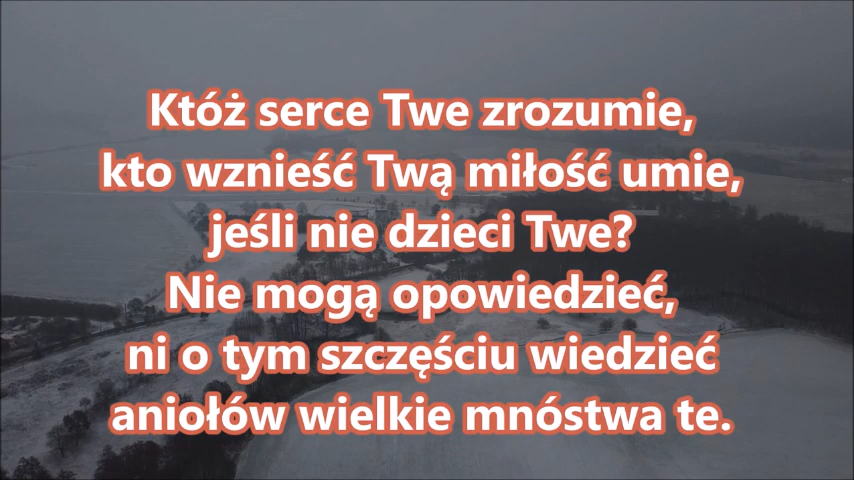 Któż serce Twe zrozumie,
kto wznieść Twą miłość umie,
jeśli nie dzieci Twe?
Nie mogą opowiedzieć,
ni o tym szczęściu wiedzieć
aniołów wielkie mnóstwa te.